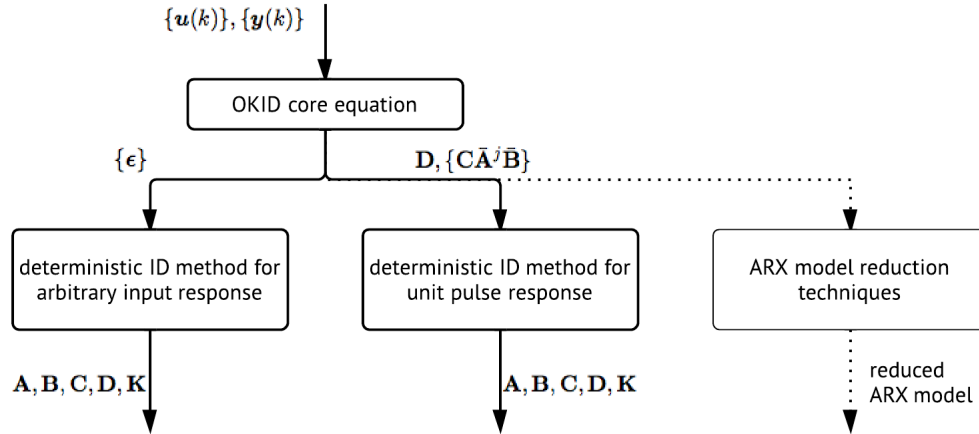 {u(k)}, {y(k)}
OKID core equation
{ϵ}
D, {CĀʲB̄}
deterministic ID method for
arbitrary input response
deterministic ID method for
unit pulse response
ARX model reduction
techniques
A, B, C, D, K
A, B, C, D, K
reduced
ARX model